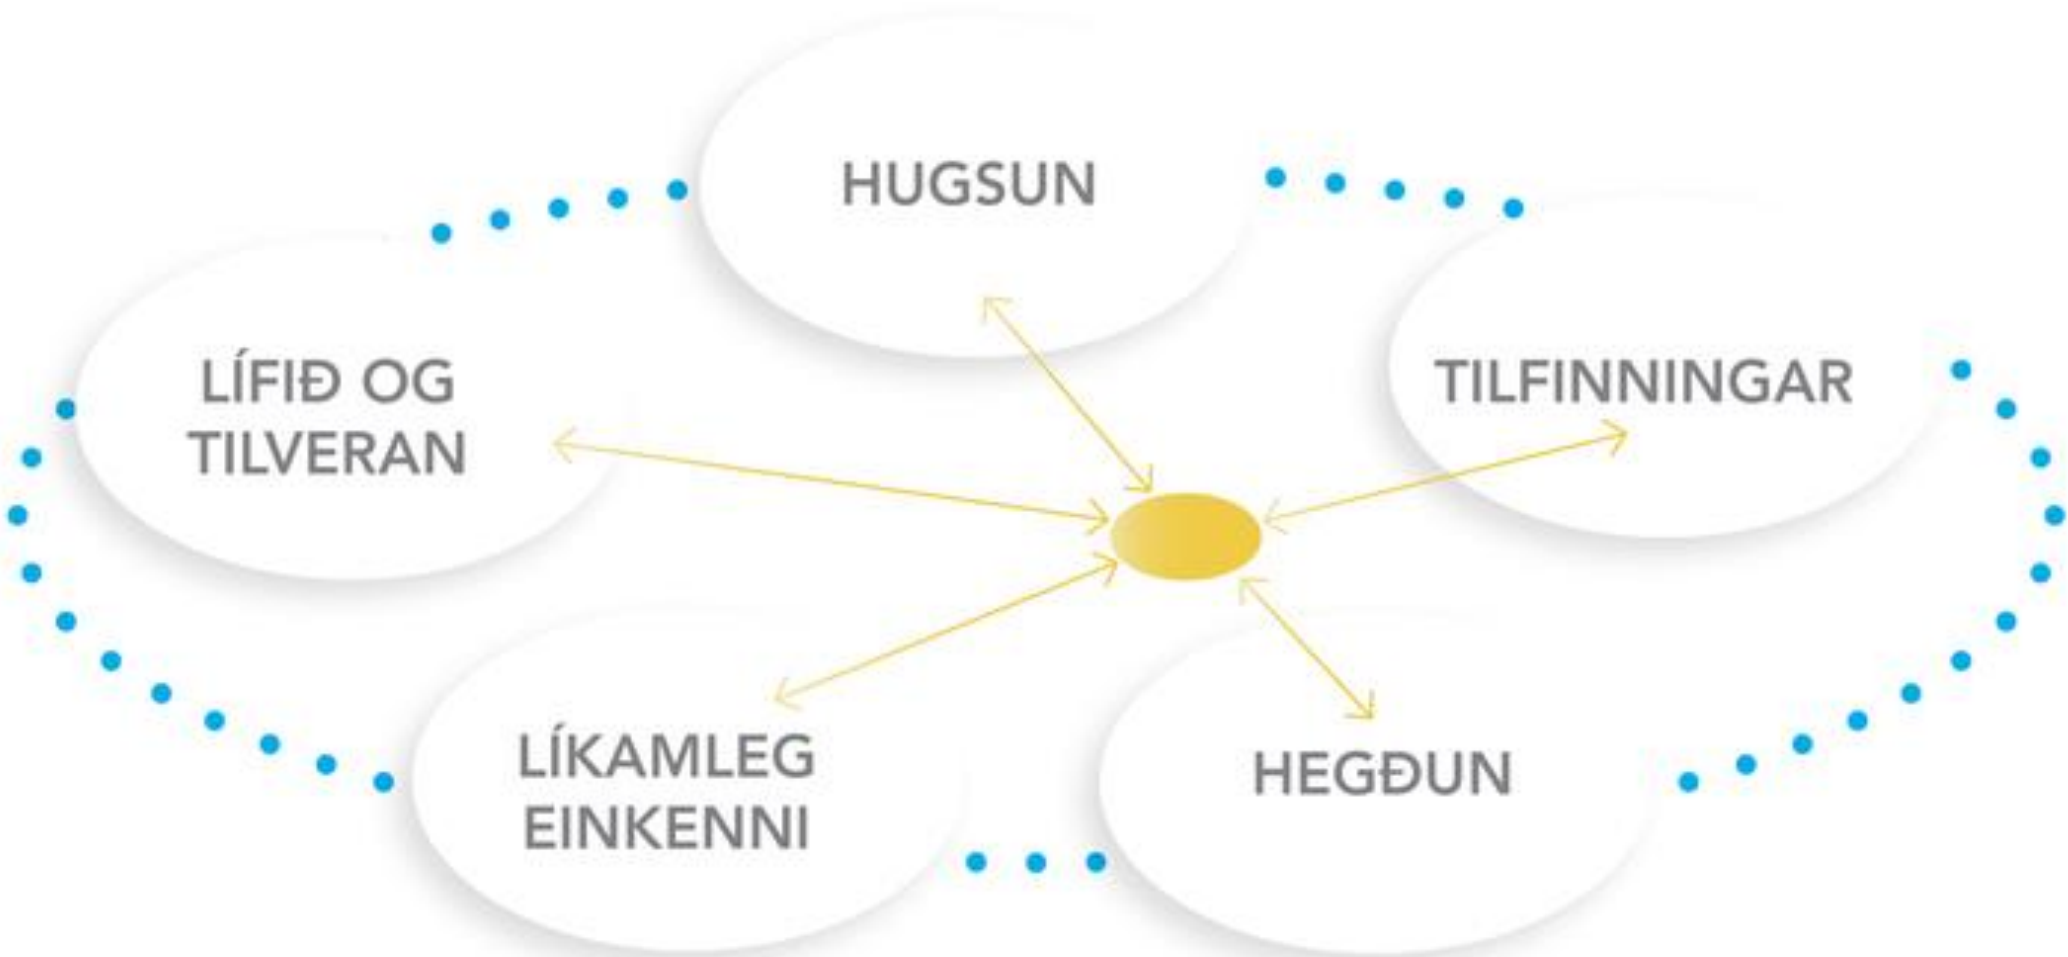 HUGSUN
LÍFIÐ OG
TILVERAN
TILFINNINGAR
LÍKAMLEG
EINKENNI
HEGÐUN